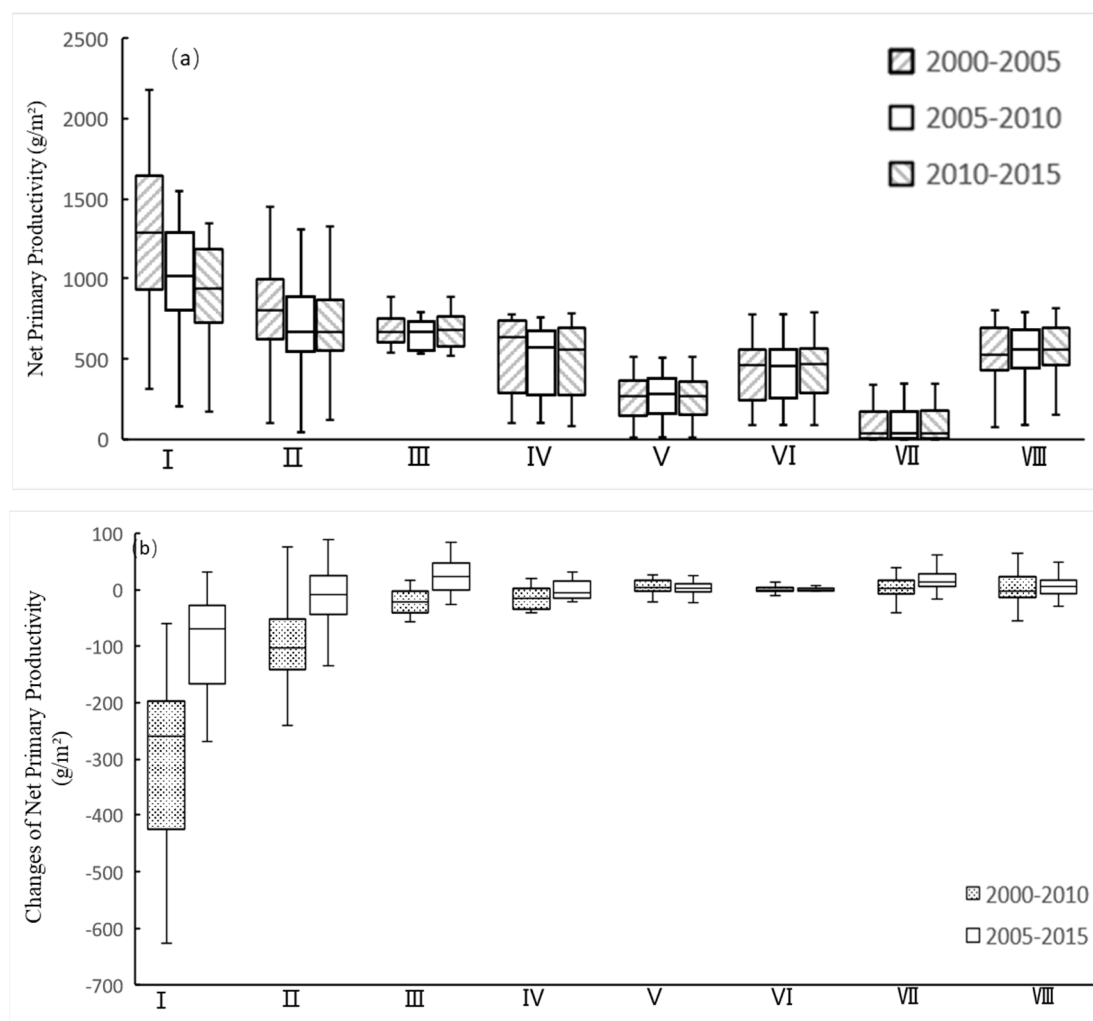 (a)
2500
2000
1500
1000
500
0
Net Primary Productivity (g/m²)
2000-2005
2005-2010
2010-2015
Ⅰ Ⅱ Ⅲ Ⅳ Ⅴ Ⅵ Ⅶ Ⅷ
(b)
100
0
-100
-200
-300
-400
-500
-600
-700
Changes of Net Primary Productivity
(g/m²)
2000-2010
2005-2015
Ⅰ Ⅱ Ⅲ Ⅳ Ⅴ Ⅵ Ⅶ Ⅷ